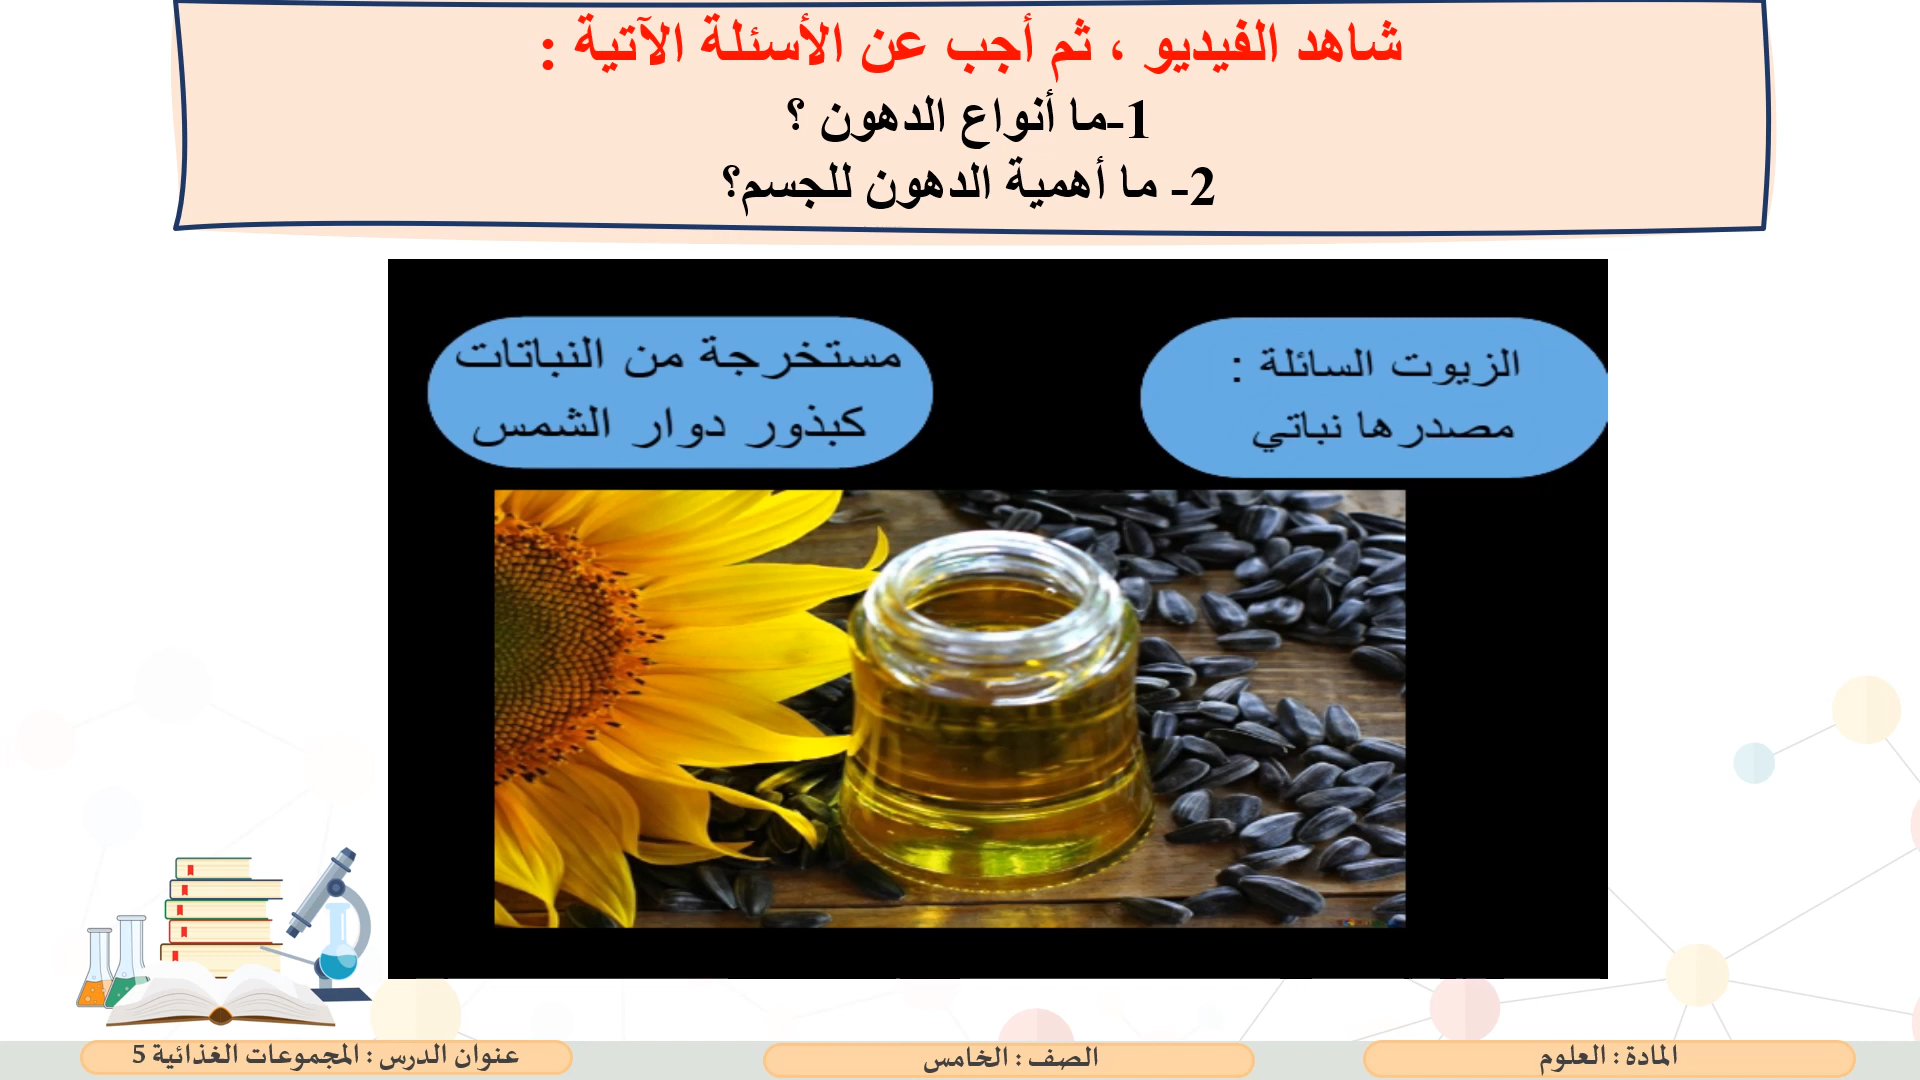 شاهد الفيديو ، ثم أجب عن الأسئلة الآتية :
1-ما أنواع الدهون ؟
2- ما أهمية الدهون للجسم؟
الزيوت السائلة :
مصدرها نباتي
مستخرجة من النباتات
كبذور دوار الشمس
المادة : العلوم
الصف : الخامس
عنوان الدرس : المجموعات الغذائية 5